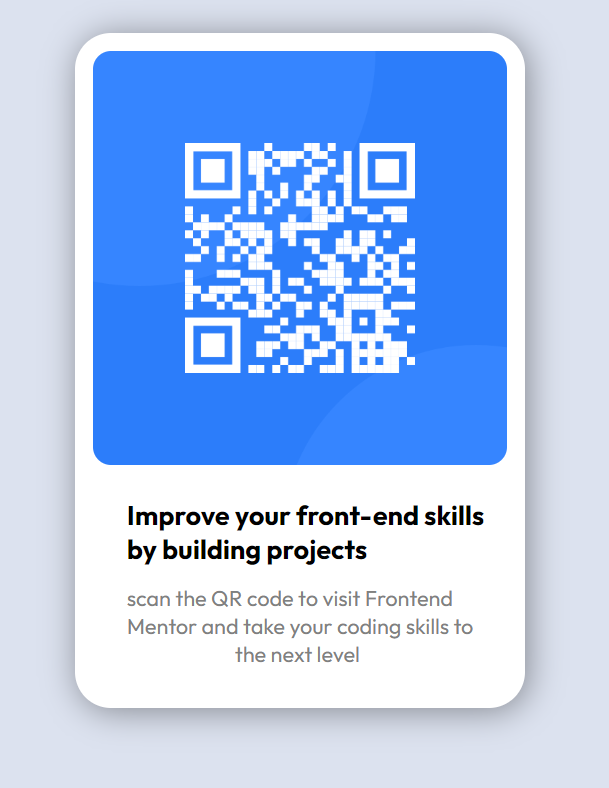 Improve your front-end skills
by building projects
scan the QR code to visit Frontend
Mentor and take your coding skills to
the next level